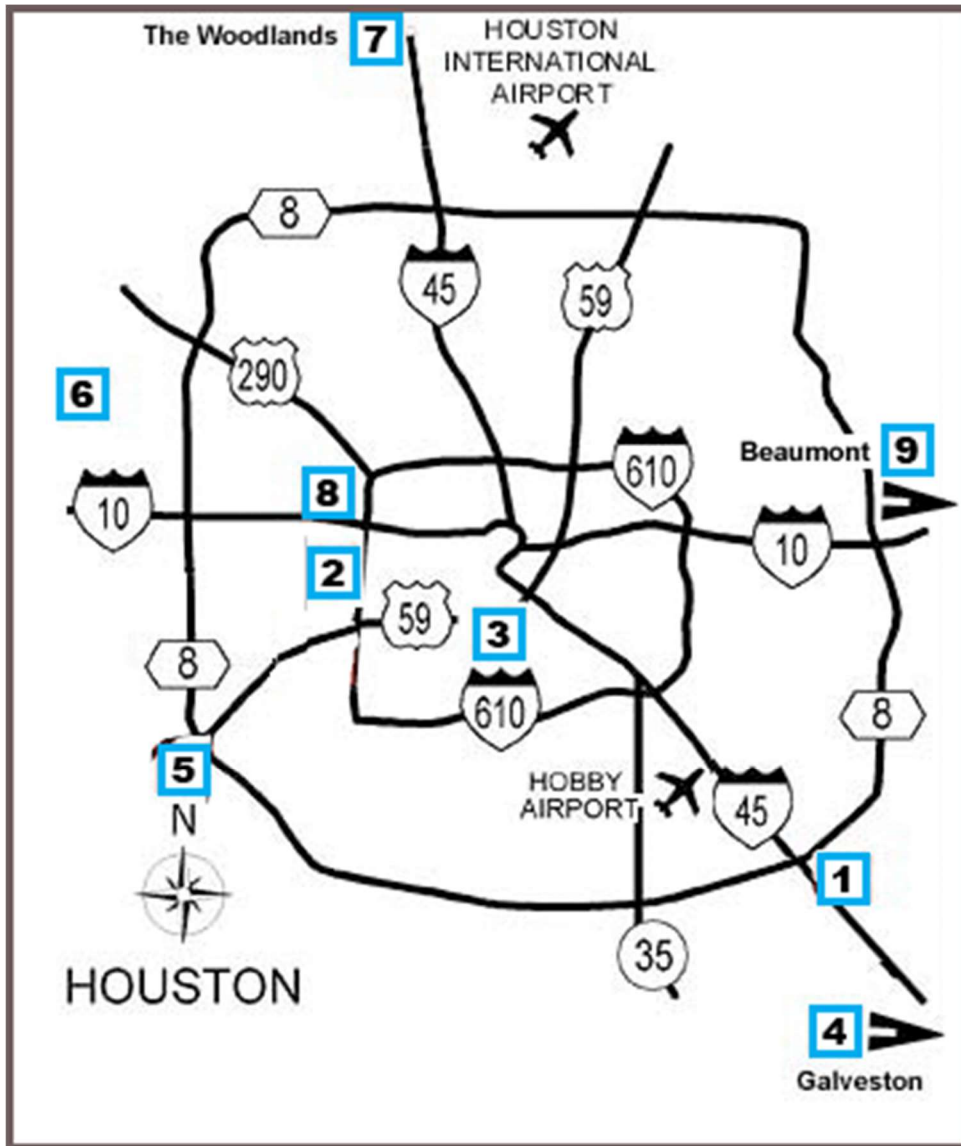 The Woodlands 7
HOUSTON
INTERNATIONAL
AIRPORT
8
45
59
290
6
Beaumont 9
610
8
10
10
2
59
3
8
610
8
5
HOBBY
AIRPORT
45
N
1
35
HOUSTON
4
Galveston